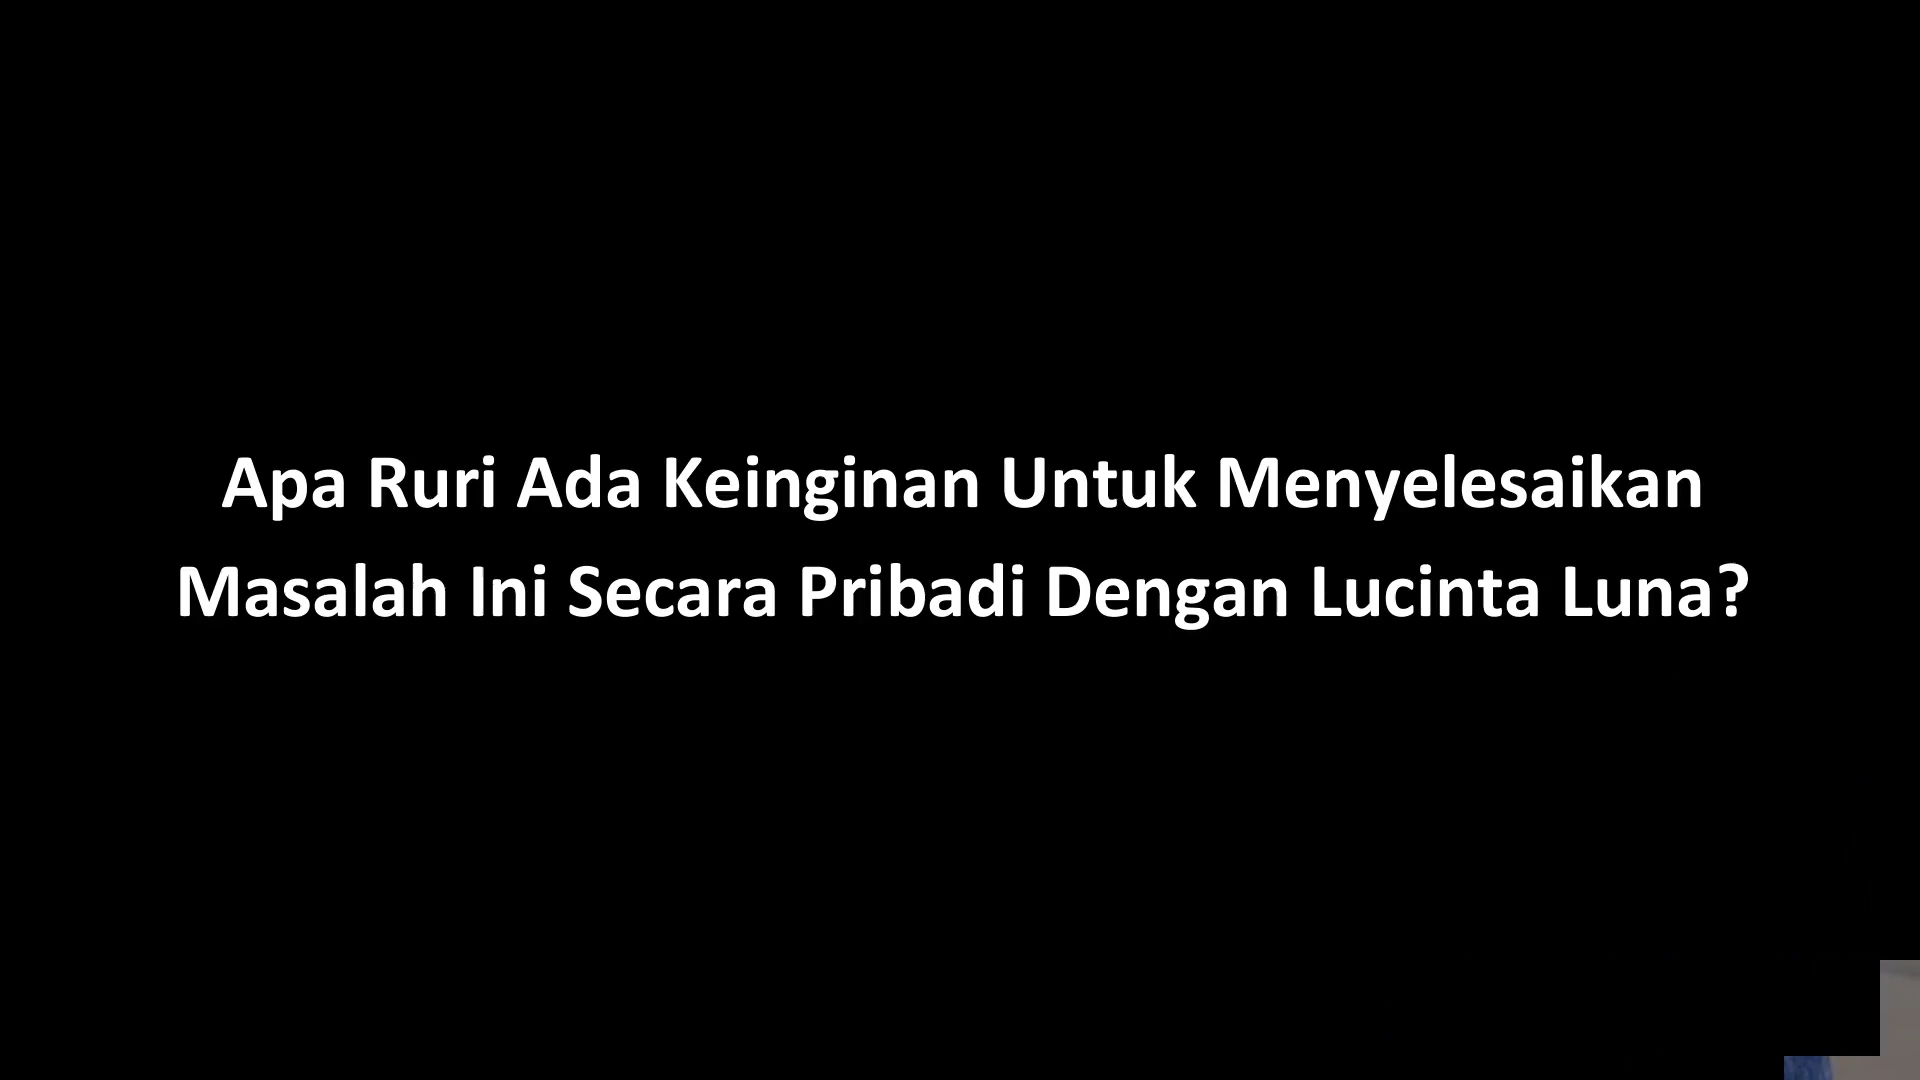 Apa Ruri Ada Keinginan Untuk Menyelesaikan
Masalah Ini Secara Pribadi Dengan Lucinta Luna?